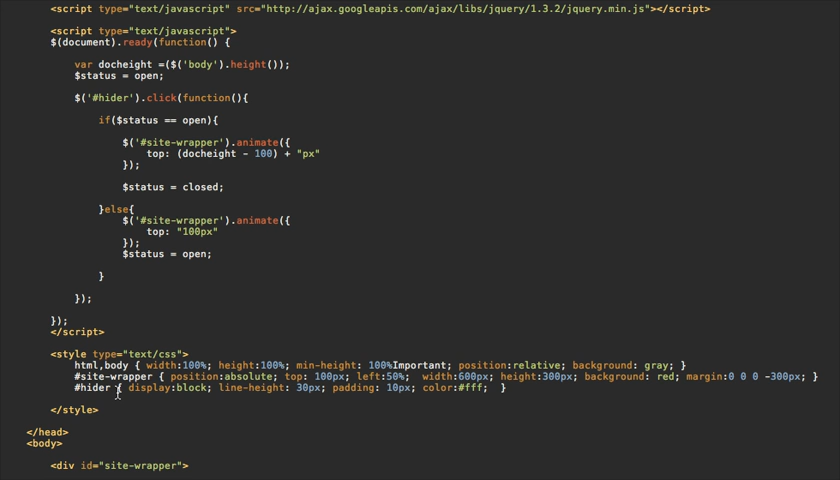 <script type="text/javascript" src="http://ajax.googleapis.com/ajax/libs/jquery/1.3.2/jquery.min.js"></script>
<script type="text/javascript">
$(document).ready(function() {
var docheight =($('body').height());
$status = open;
$('#hider').click(function(){
if($status == open){
$('#site-wrapper').animate({
top: (docheight - 100) + "px"
});
$status = closed;
}else{
$('#site-wrapper').animate({
top: "100px"
});
$status = open;
}
});
});
</script>
<style type="text/css">
html,body { width:100%; height:100%; min-height: 100%Important; position:relative; background: gray; }
#site-wrapper { position:absolute; top: 100px; left:50%;  width:600px; height:300px; background: red; margin:0 0 0 -300px; }
#hider { display:block; line-height: 30px; padding: 10px; color:#fff;  }
</style>
</head>
<body>
<div id="site-wrapper">